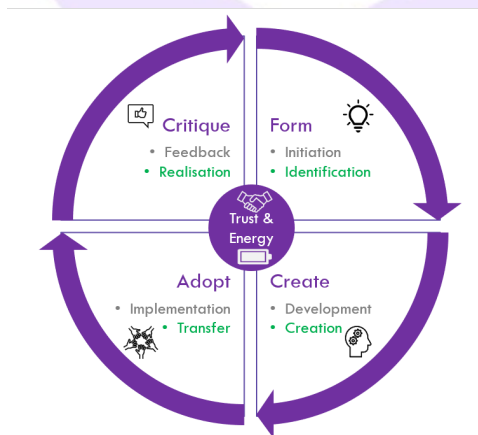 Critique
• Feedback
• Realisation
Form
• Initiation
• Identification
Trust &
Energy
Adopt
• Implementation
• Transfer
Create
• Development
• Creation